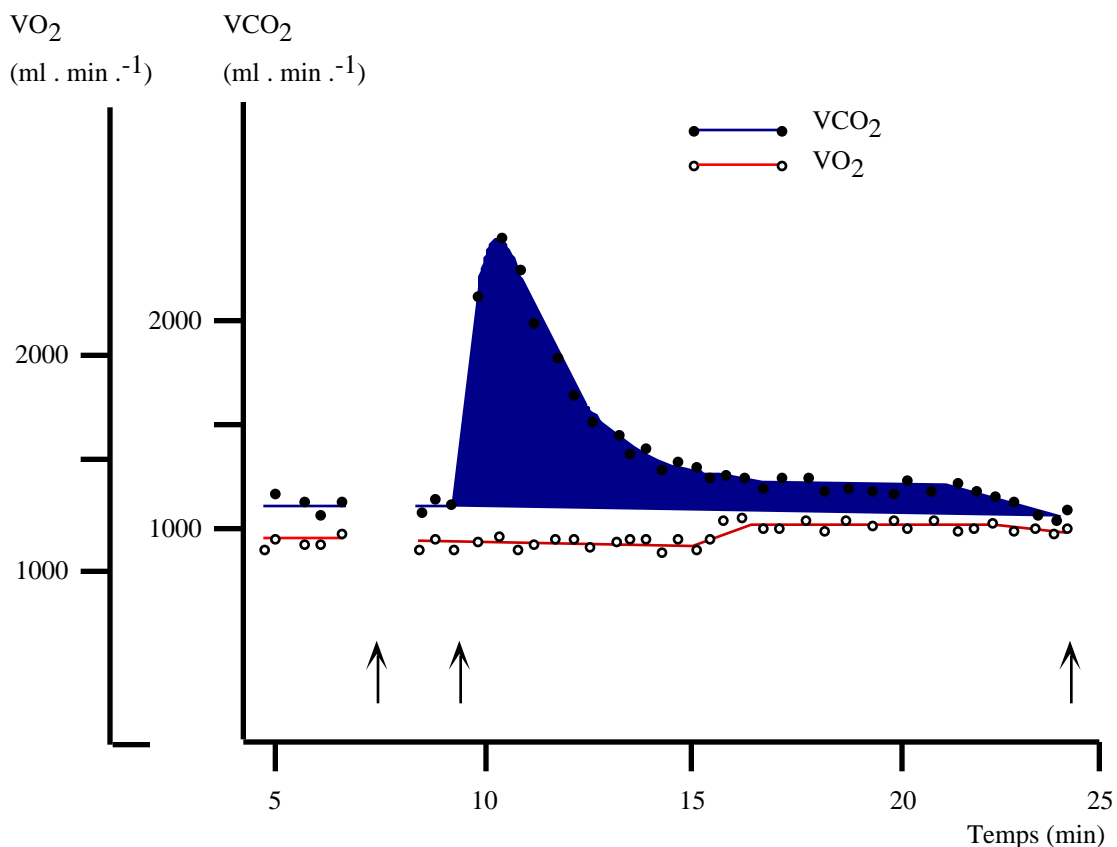 VO2
(ml . min .-1)
VCO2
(ml . min .-1)
VCO2
VO2
2000
2000
1000
1000
5
10
15
20
25
Temps (min)